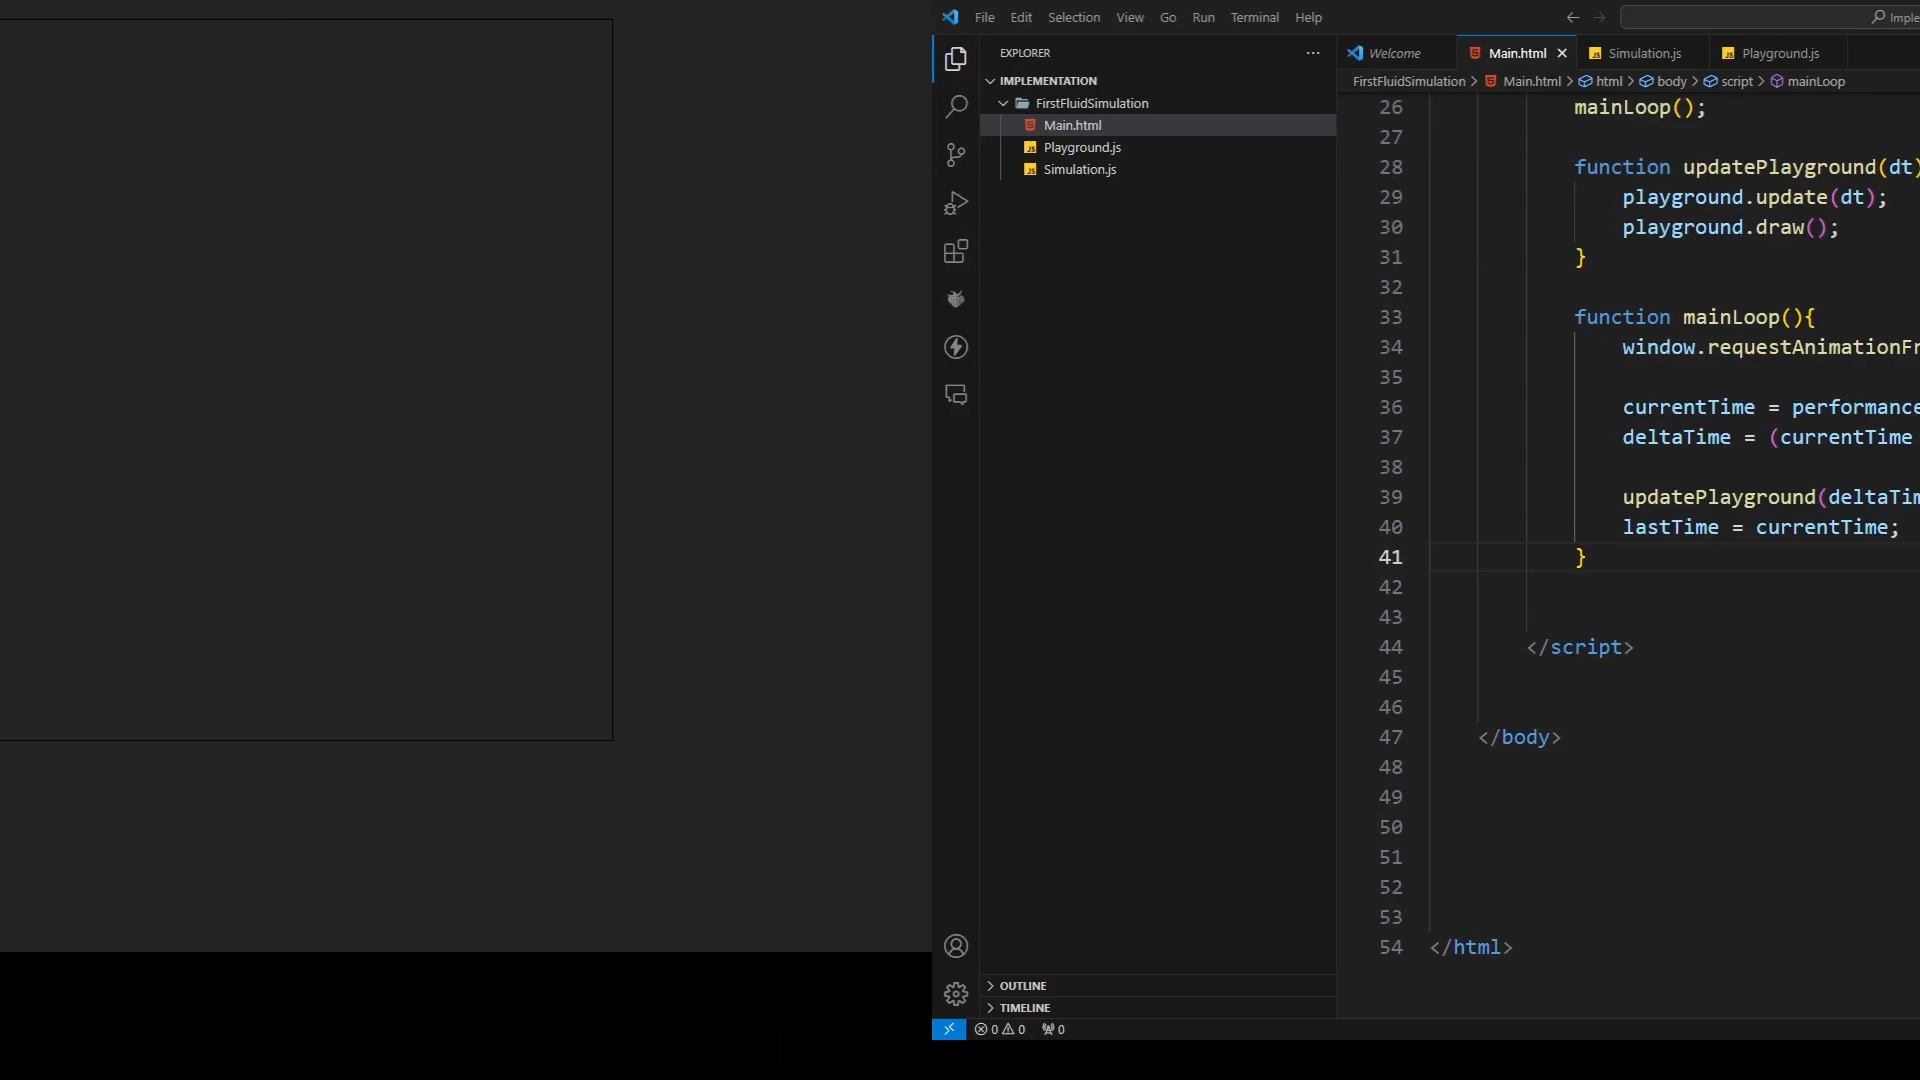 File Edit Selection View Go Run Terminal Help
EXPLORER
IMPLEMENTATION
FirstFluidSimulation
Main.html
Playground.js
Simulation.js
OUTLINE
TIMELINE
0 0 0
Welcome Main.html Simulation.js Playground.js
FirstFluidSimulation > Main.html > html > body > script > mainLoop
26 mainLoop();
27
28 function updatePlayground(dt)
29 playground.update(dt);
30 playground.draw();
31 }
32
33 function mainLoop(){
34 window.requestAnimationFr
35
36 currentTime = performance
37 deltaTime = (currentTime
38
39 updatePlayground(deltaTim
40 lastTime = currentTime;
41 }
42
43
44 </script>
45
46
47 </body>
48
49
50
51
52
53
54 </html>